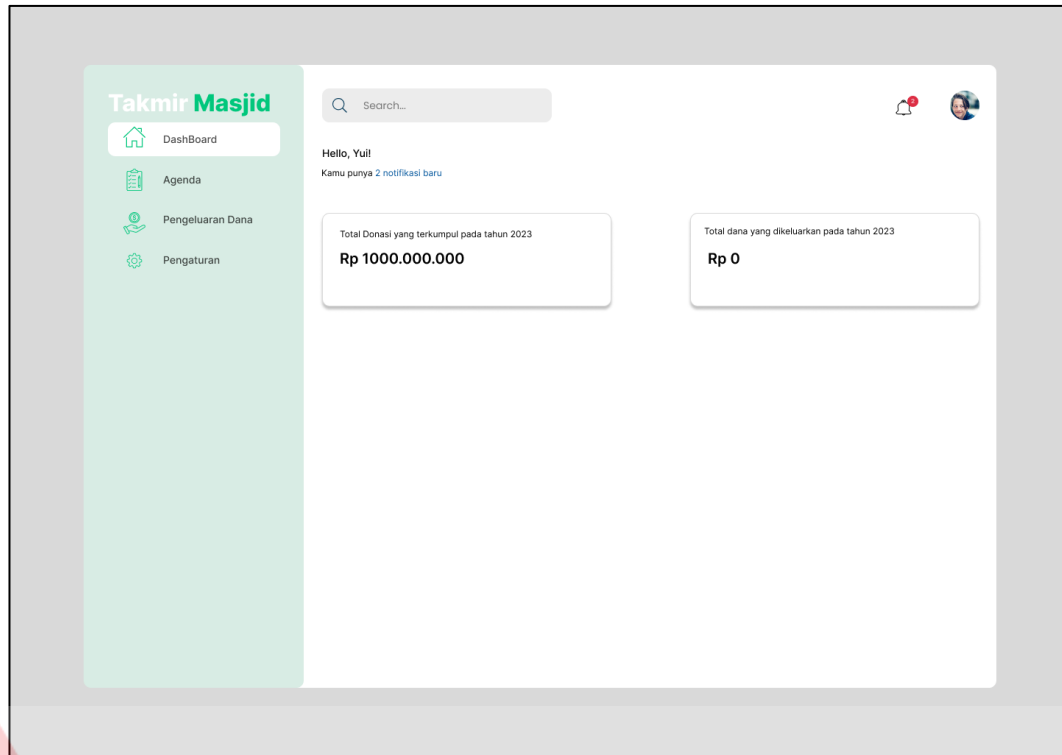 Takmir Masjid
DashBoard
Agenda
Pengeluaran Dana
Pengaturan
Search...
2
Hello, Yui!
Kamu punya 2 notifikasi baru
Total Donasi yang terkumpul pada tahun 2023
Rp 1000.000.000
Total dana yang dikeluarkan pada tahun 2023
Rp 0